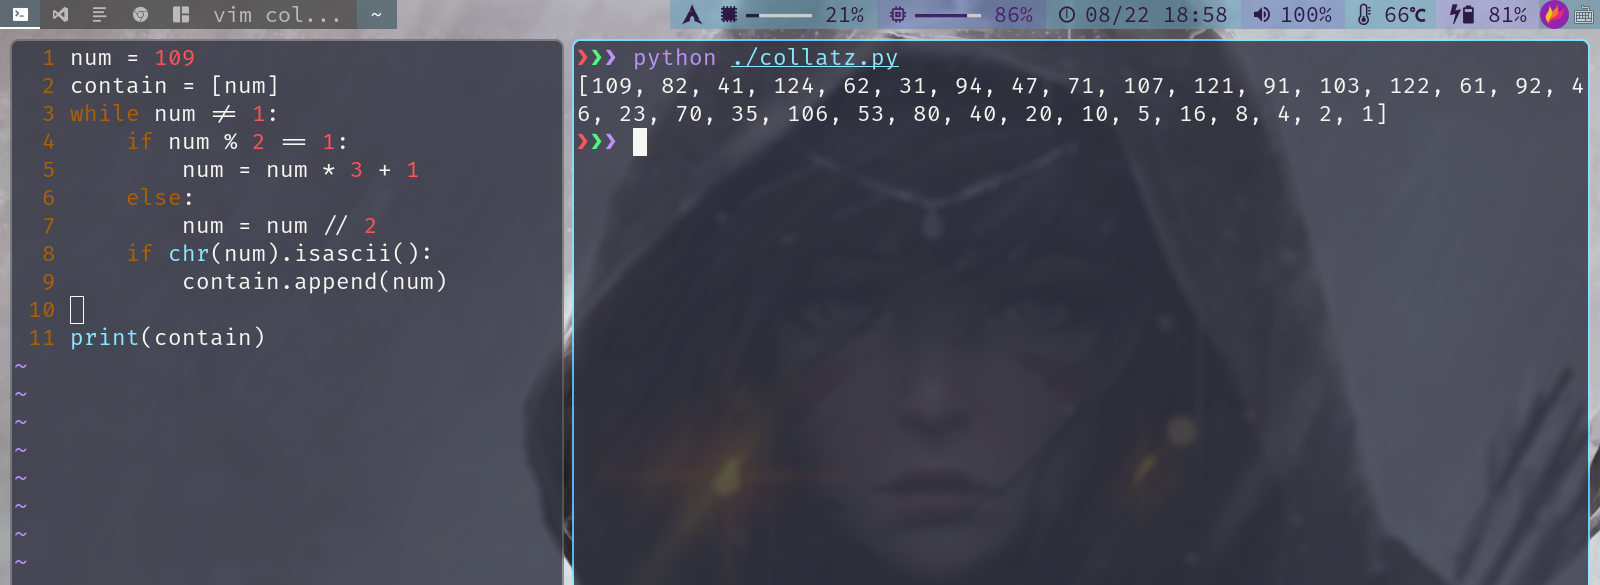 vim col... ~ 21% 86% 08/22 18:58 100% 66℃ 81%
1 num = 109
2 contain = [num]
3 while num ≠ 1:
4 if num % 2 == 1:
5 num = num * 3 + 1
6 else:
7 num = num // 2
8 if chr(num).isascii():
9 contain.append(num)
10
11 print(contain)
~
~
~
~
~
~
~
~
❯❯❯ python ./collatz.py
[109, 82, 41, 124, 62, 31, 94, 47, 71, 107, 121, 91, 103, 122, 61, 92, 4
6, 23, 70, 35, 106, 53, 80, 40, 20, 10, 5, 16, 8, 4, 2, 1]
❯❯❯